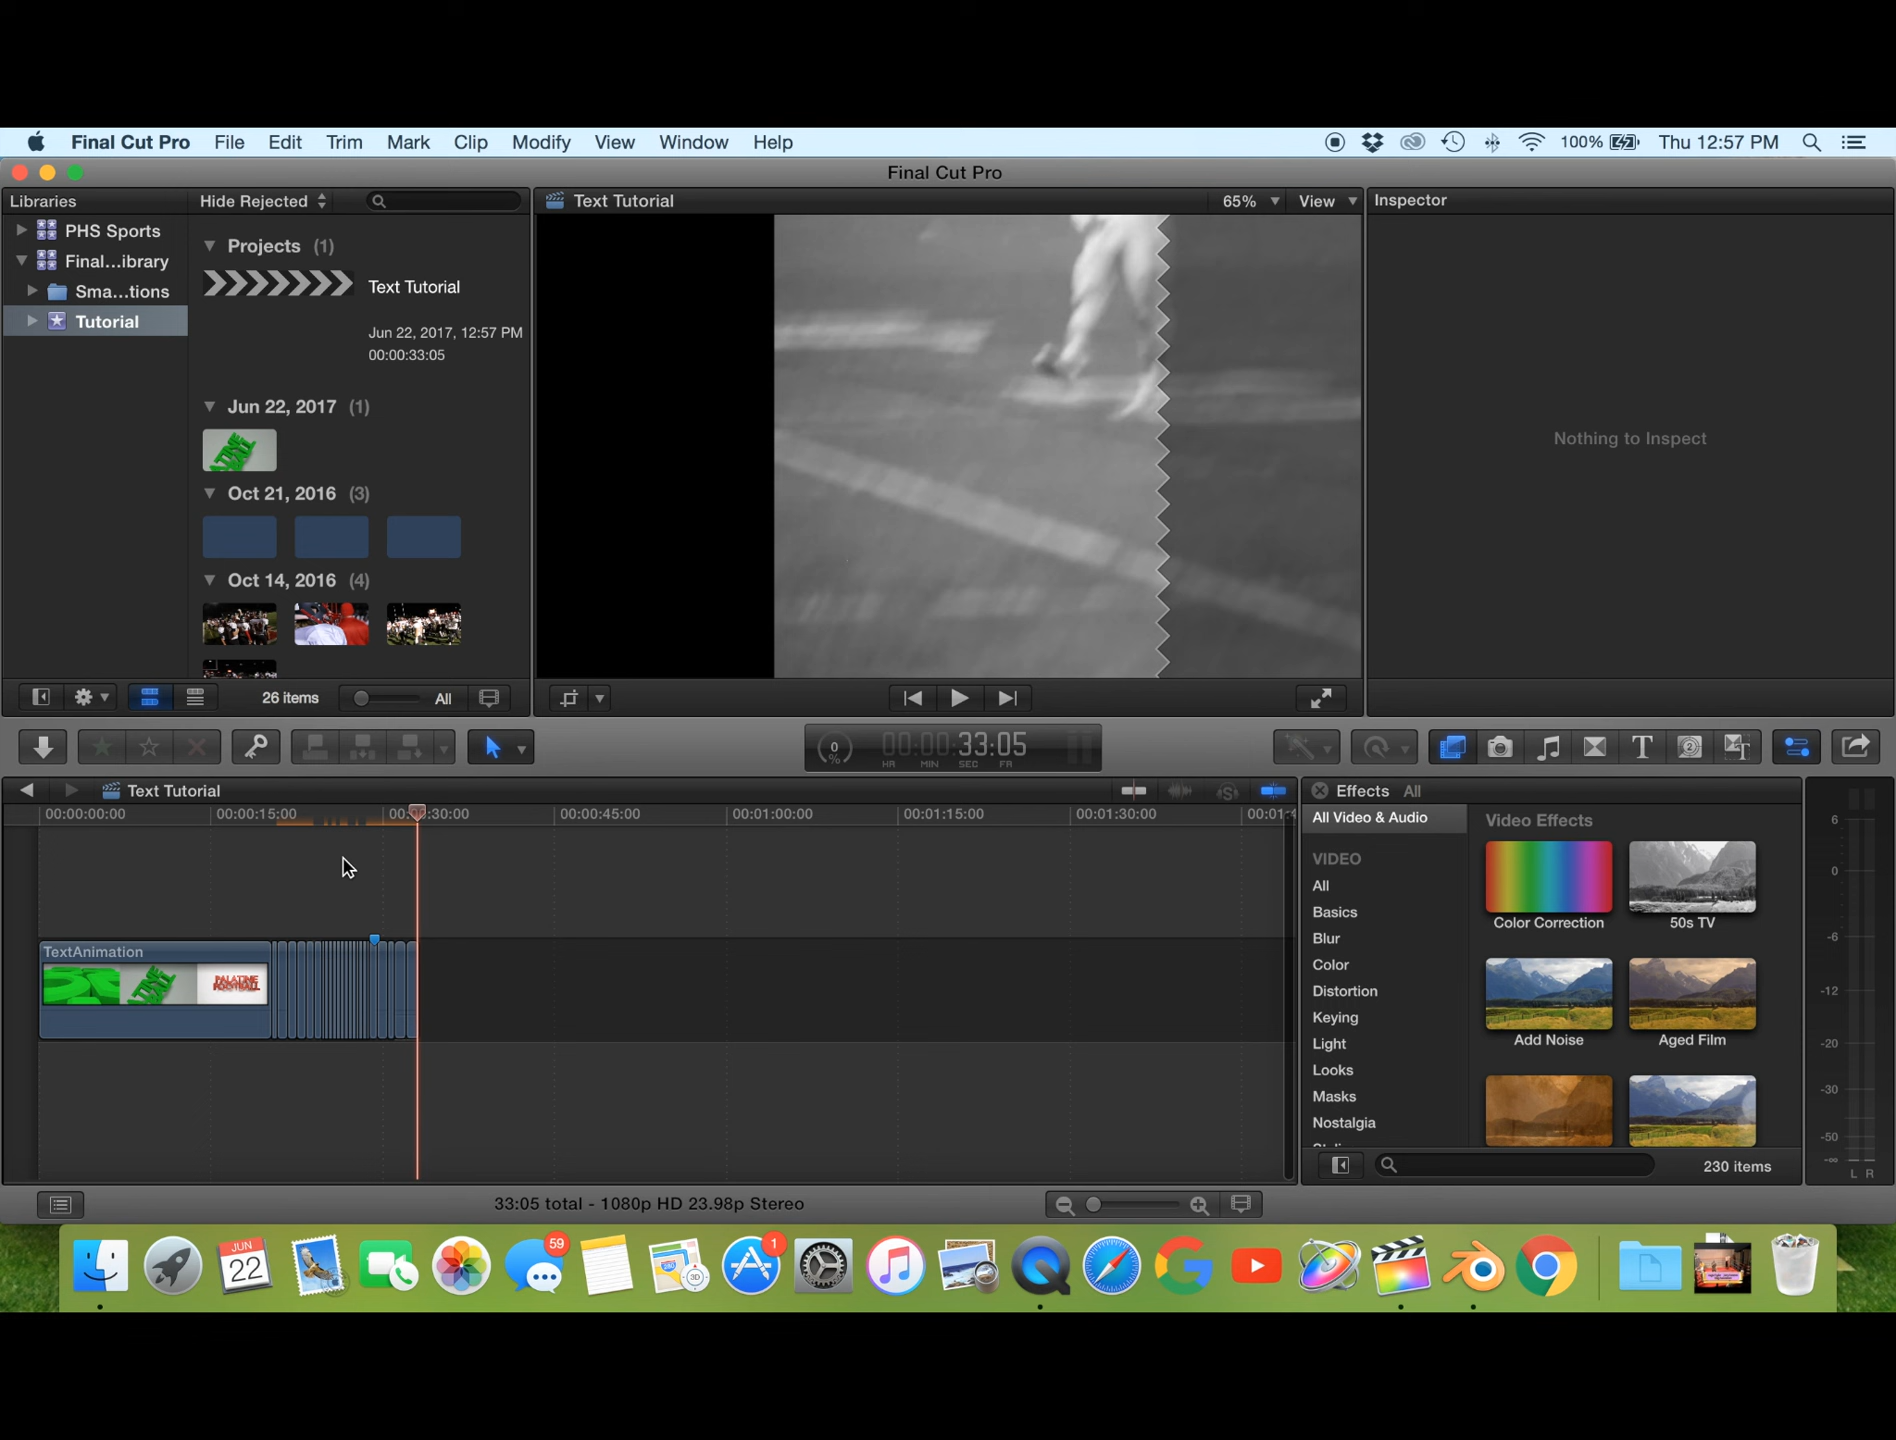 Final Cut Pro File Edit Trim Mark Clip Modify View Window Help 100% Thu 12:57 PM
Final Cut Pro
Libraries Hide Rejected Text Tutorial 65% View Inspector
PHS Sports
Final...ibrary
Sma...tions
Tutorial
Projects (1)
Text Tutorial
Jun 22, 2017, 12:57 PM
00:00:33:05
Jun 22, 2017 (1)
Oct 21, 2016 (3)
Oct 14, 2016 (4)
Nothing to Inspect
26 items All
0
%
00:00:33:05
HR MIN SEC FR
Text Tutorial
00:00:00:00 00:00:15:00 00:00:30:00 00:00:45:00 00:01:00:00 00:01:15:00 00:01:30:00 00:01:4
TextAnimation
PALATINE
FOOTBALL
Effects All
All Video & Audio
VIDEO
All
Basics
Blur
Color
Distortion
Keying
Light
Looks
Masks
Nostalgia
Video Effects
Color Correction 50s TV
Add Noise Aged Film
230 items
6
0
-6
-12
-20
-30
-50
-∞
L R
33:05 total - 1080p HD 23.98p Stereo
JUN
22
59
1